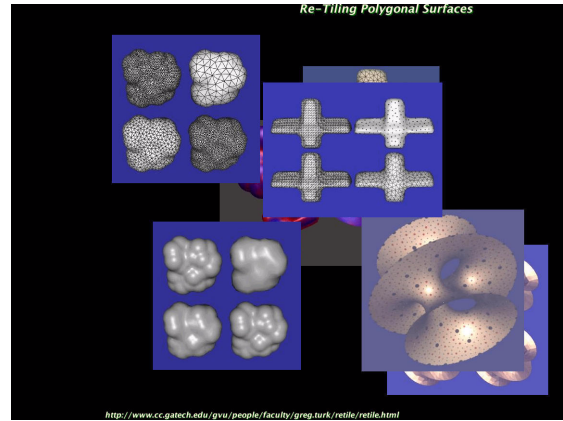 Re-Tiling Polygonal Surfaces
http://www.cc.gatech.edu/gvu/people/faculty/greg.turk/retile/retile.html